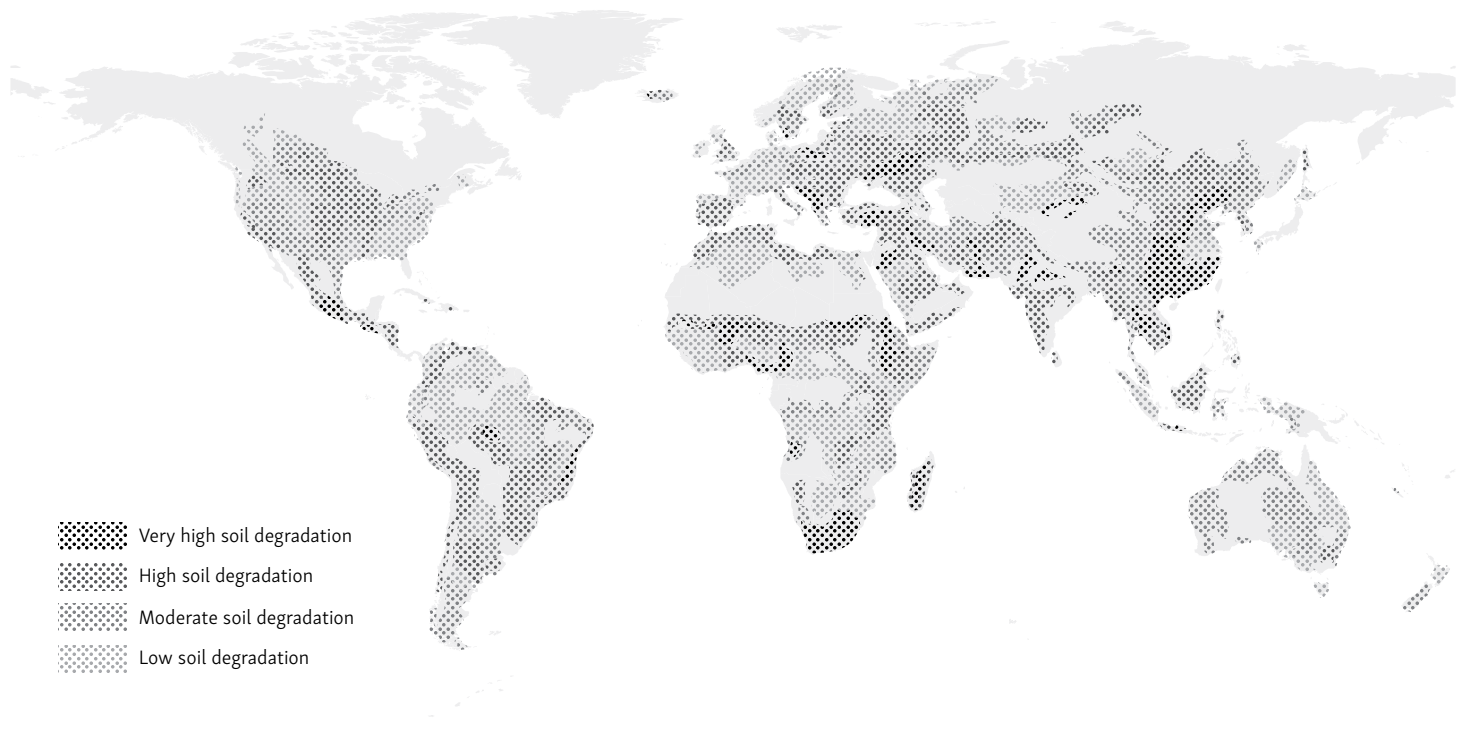 Very high soil degradation
High soil degradation
Moderate soil degradation
Low soil degradation